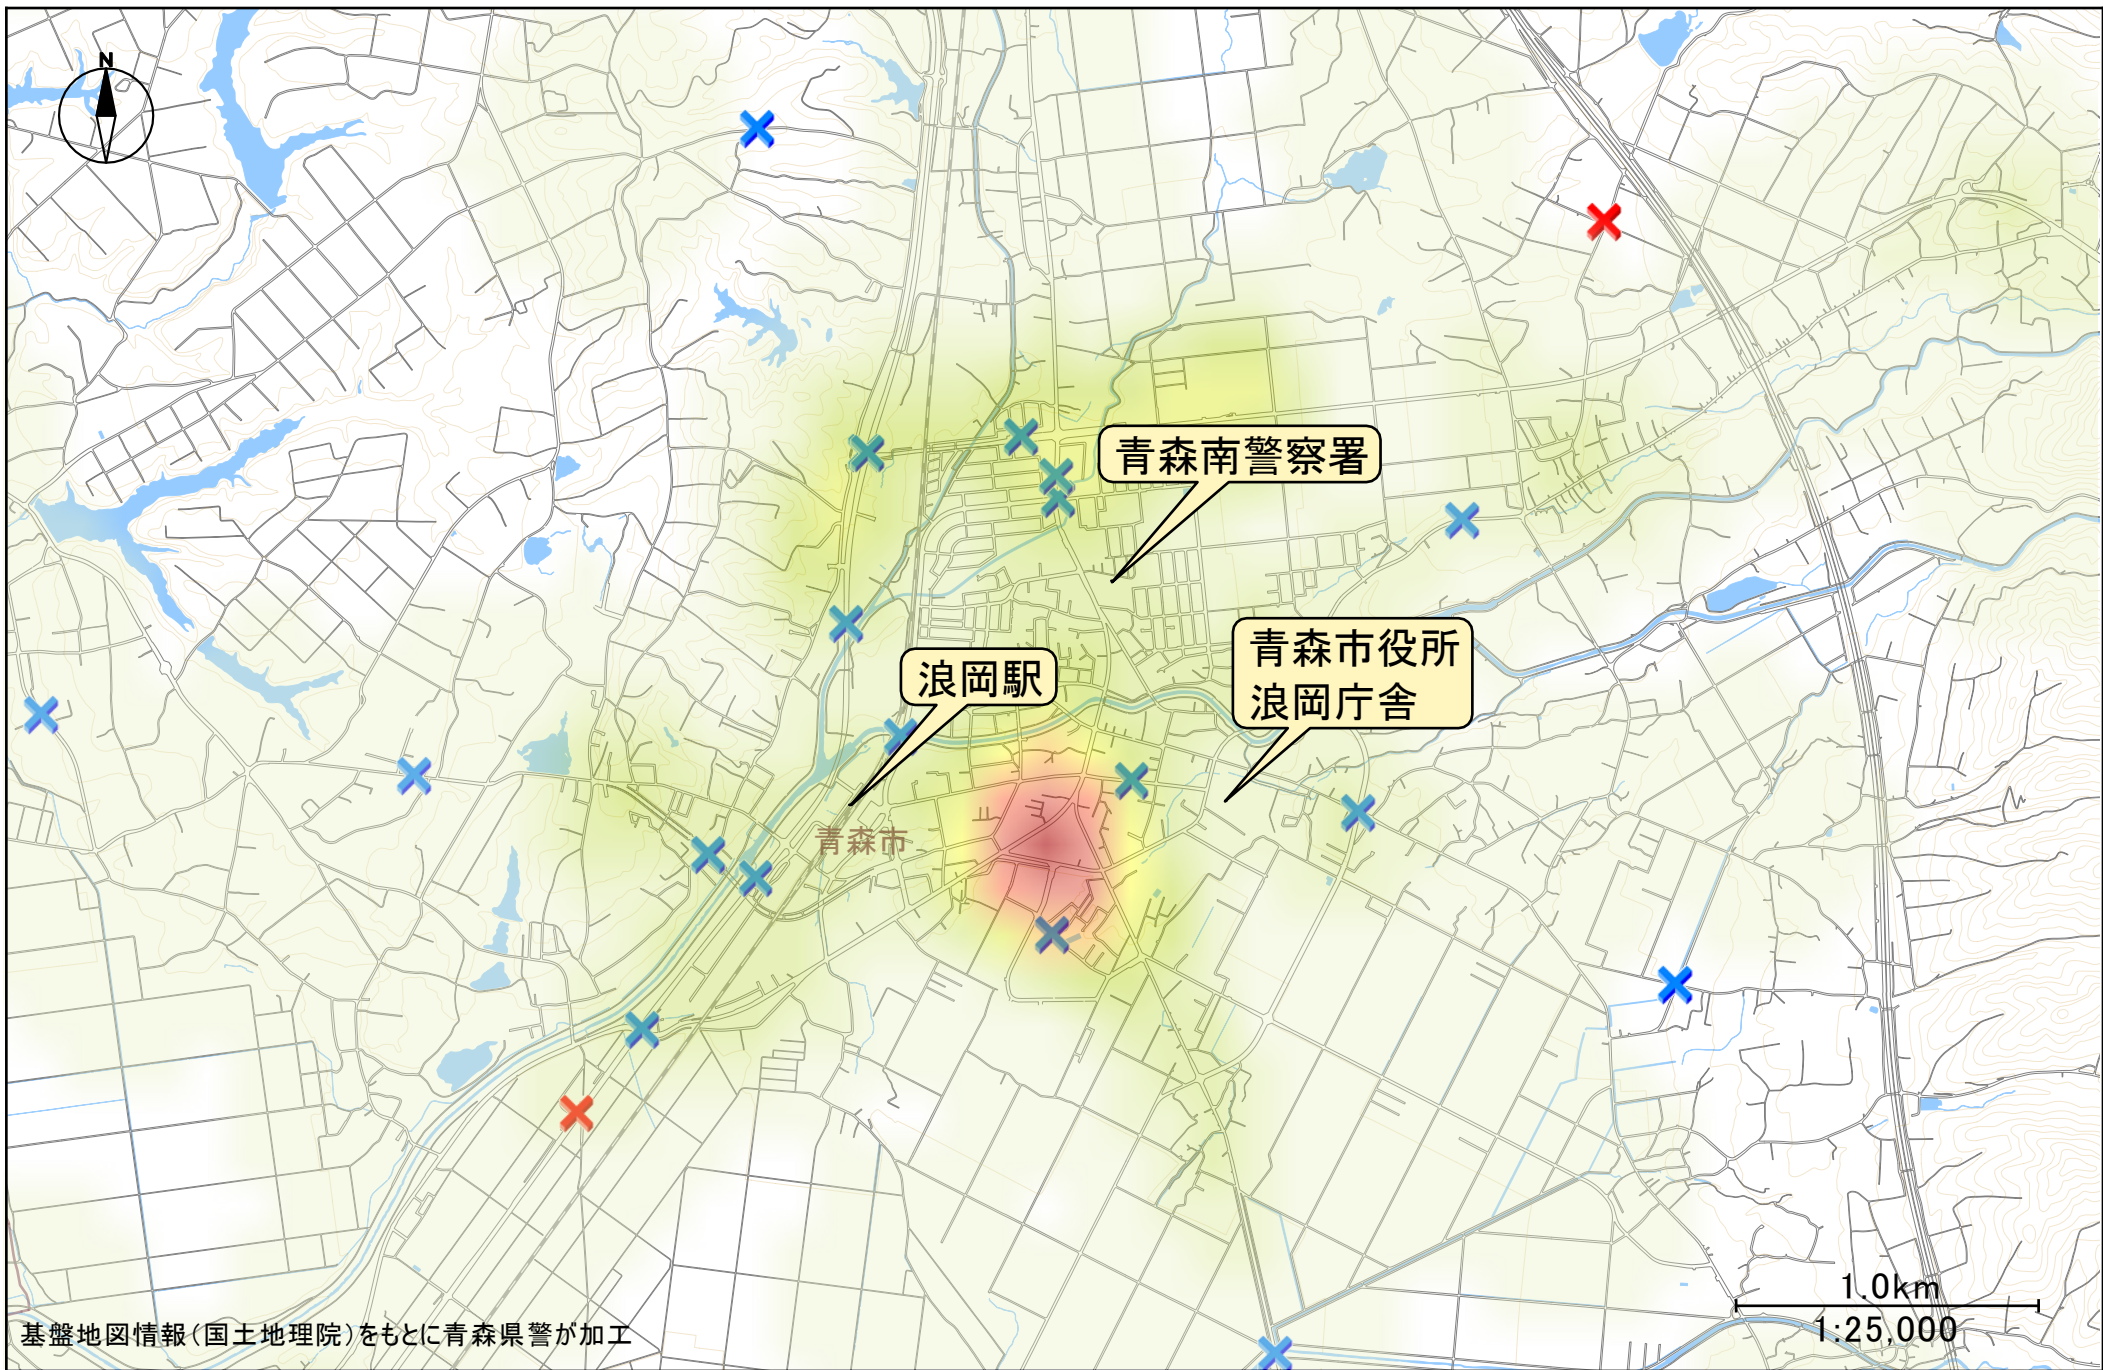 N
青森南警察署
青森市役所
浪岡庁舎
浪岡駅
青森市
1.0km
1:25,000
基盤地図情報(国土地理院)をもとに青森県警が加工